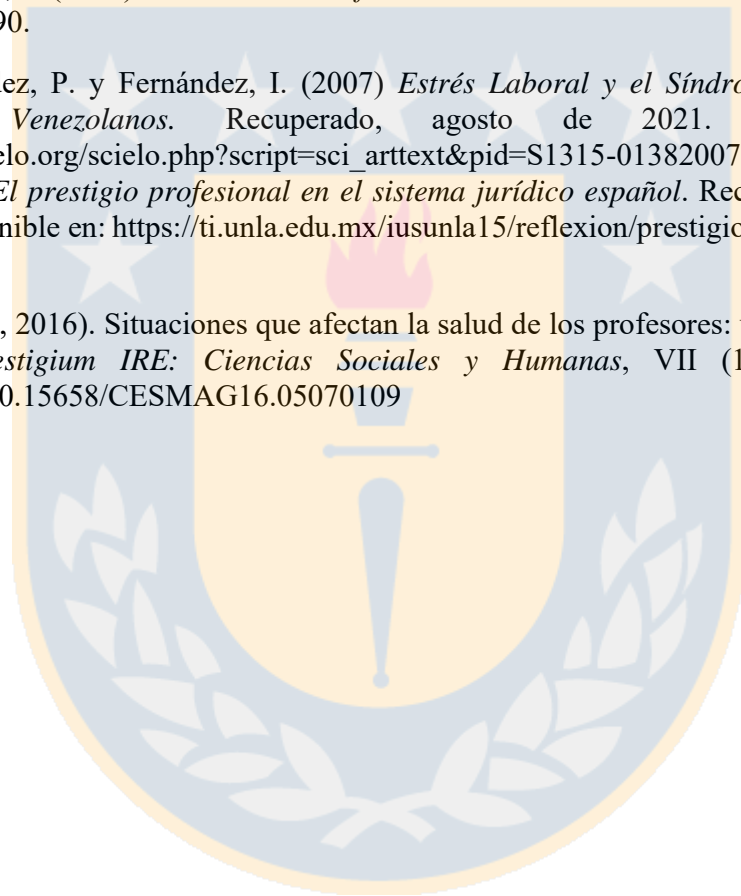 90.
ez, P. y Fernández, I. (2007) Estrés Laboral y el Síndro
Venezolanos. Recuperado, agosto de 2021.
elo.org/scielo.php?script=sci_arttext&pid=S1315-01382007
El prestigio profesional en el sistema jurídico español. Rec
nible en: https://ti.unla.edu.mx/iusunla15/reflexion/prestigio
, 2016). Situaciones que afectan la salud de los profesores:
estigium IRE: Ciencias Sociales y Humanas, VII (1
0.15658/CESMAG16.05070109